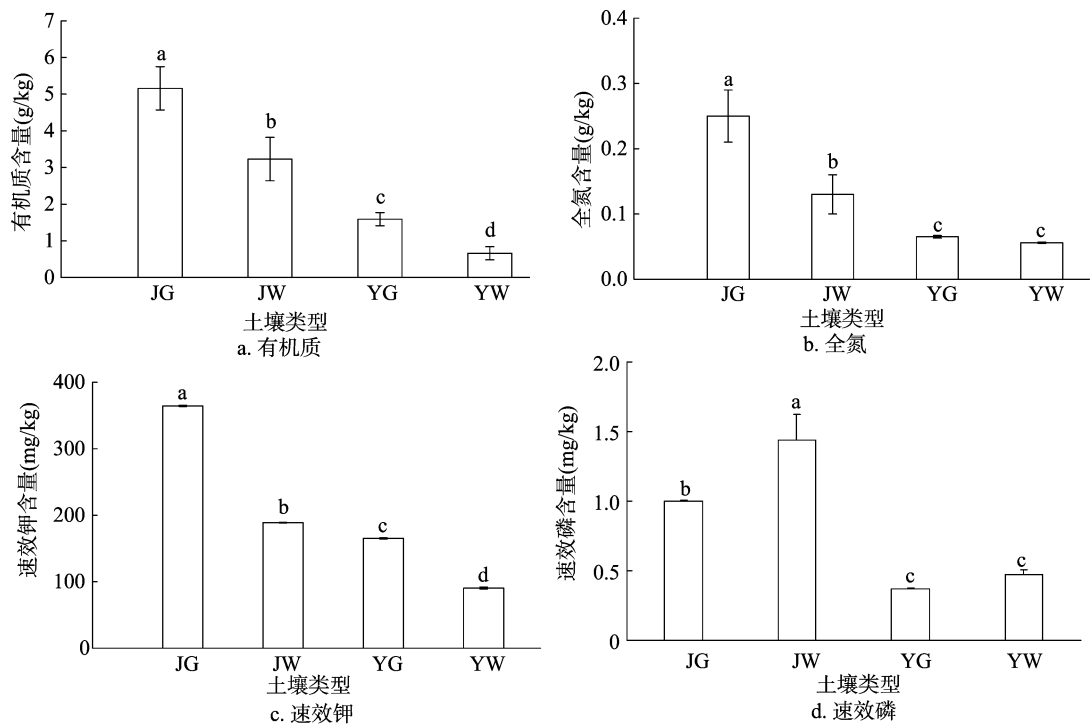 7
6
5
4
3
2
1
0
有机质含量(g/kg)
a
b
c
d
JG
JW
YG
YW
土壤类型
a. 有机质
0.4
0.3
0.2
0.1
0.0
全氮含量(g/kg)
a
b
c
c
JG
JW
YG
YW
土壤类型
b. 全氮
400
300
200
100
0
速效钾含量(mg/kg)
a
b
c
d
JG
JW
YG
YW
土壤类型
c. 速效钾
2.0
1.5
1.0
0.5
0
速效磷含量(mg/kg)
b
a
c
c
JG
JW
YG
YW
土壤类型
d. 速效磷